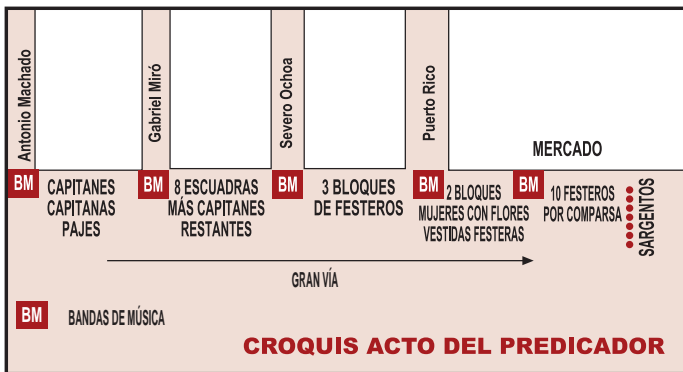 Antonio Machado
Gabriel Miró
Severo Ochoa
Puerto Rico
MERCADO
BM
CAPITANES
CAPITANAS
PAJES
BM
8 ESCUADRAS
MÁS CAPITANES
RESTANTES
BM
3 BLOQUES
DE FESTEROS
BM
2 BLOQUES
MUJERES CON FLORES
VESTIDAS FESTERAS
BM
10 FESTEROS
POR COMPARSA
SARGENTOS
GRAN VÍA
BM
BANDAS DE MÚSICA
CROQUIS ACTO DEL PREDICADOR